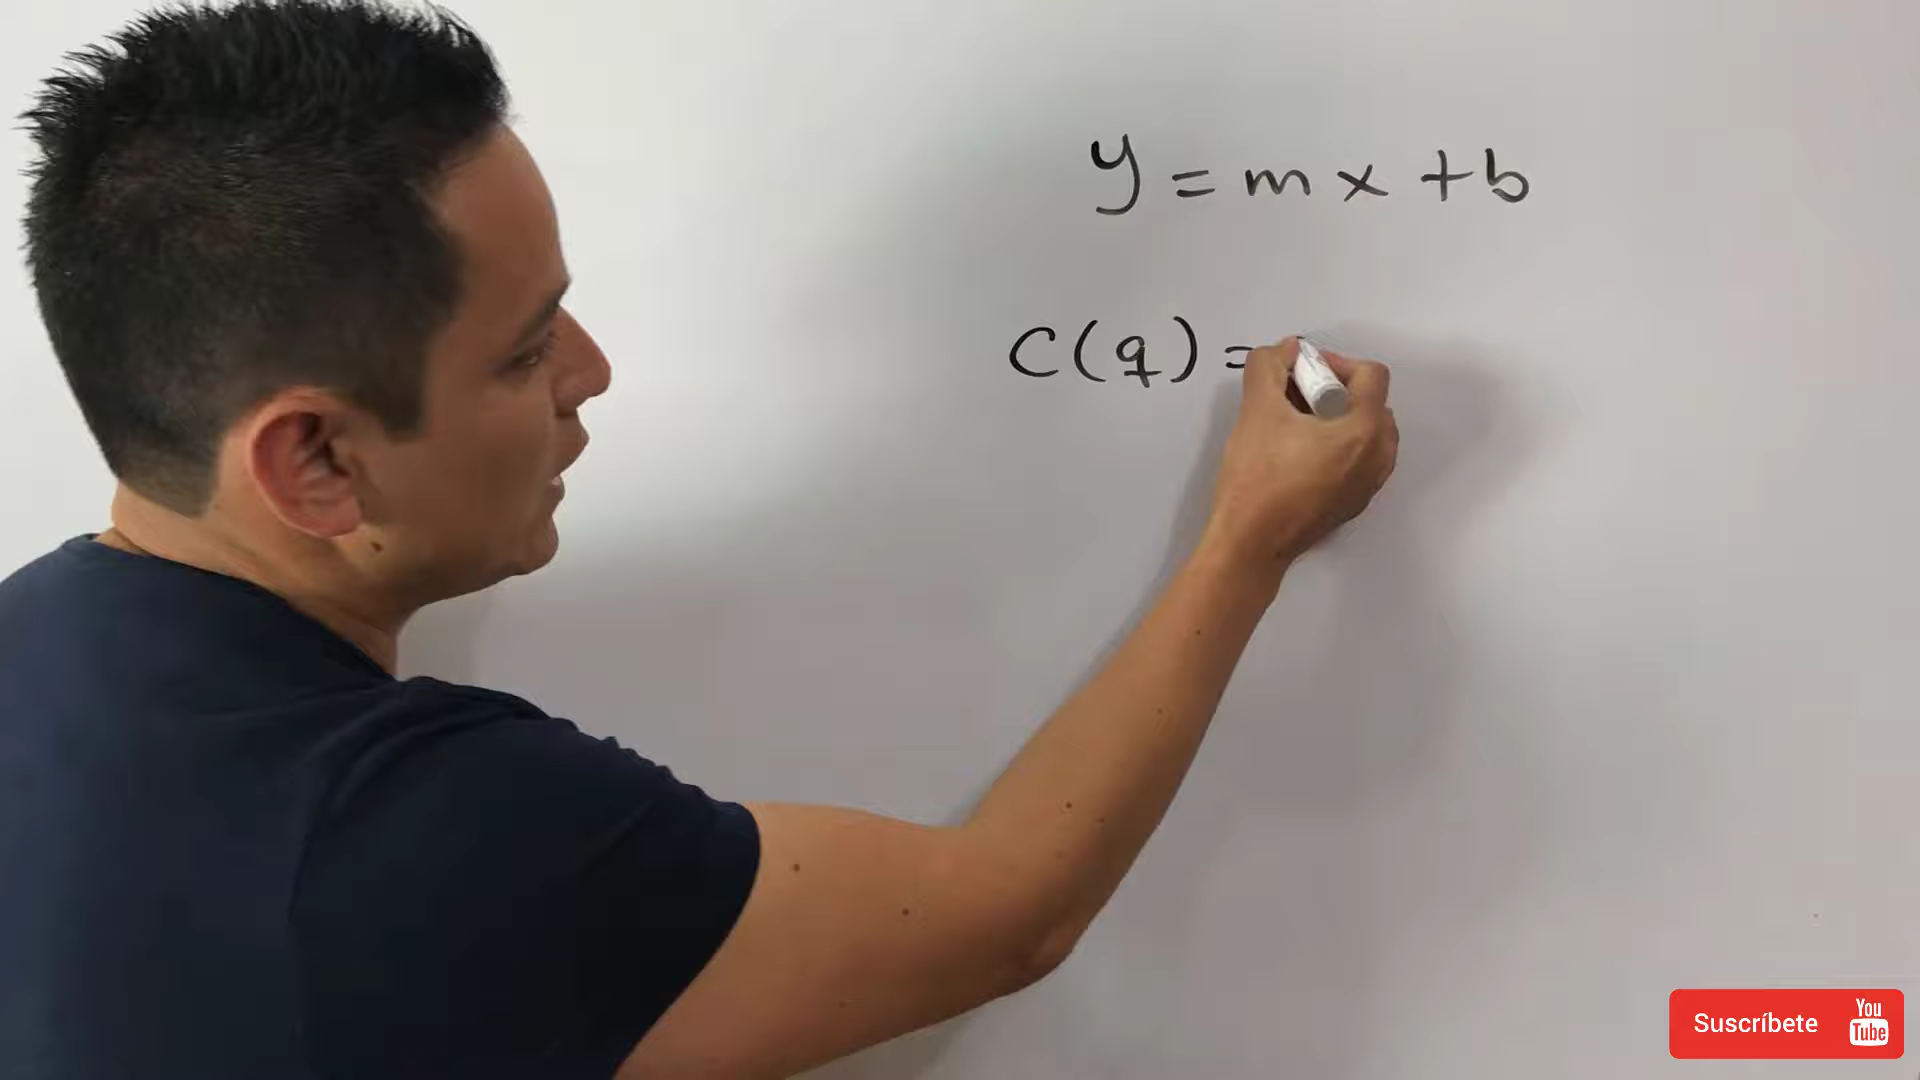 y = mx + b
C(q) =
Suscríbete
You
Tube